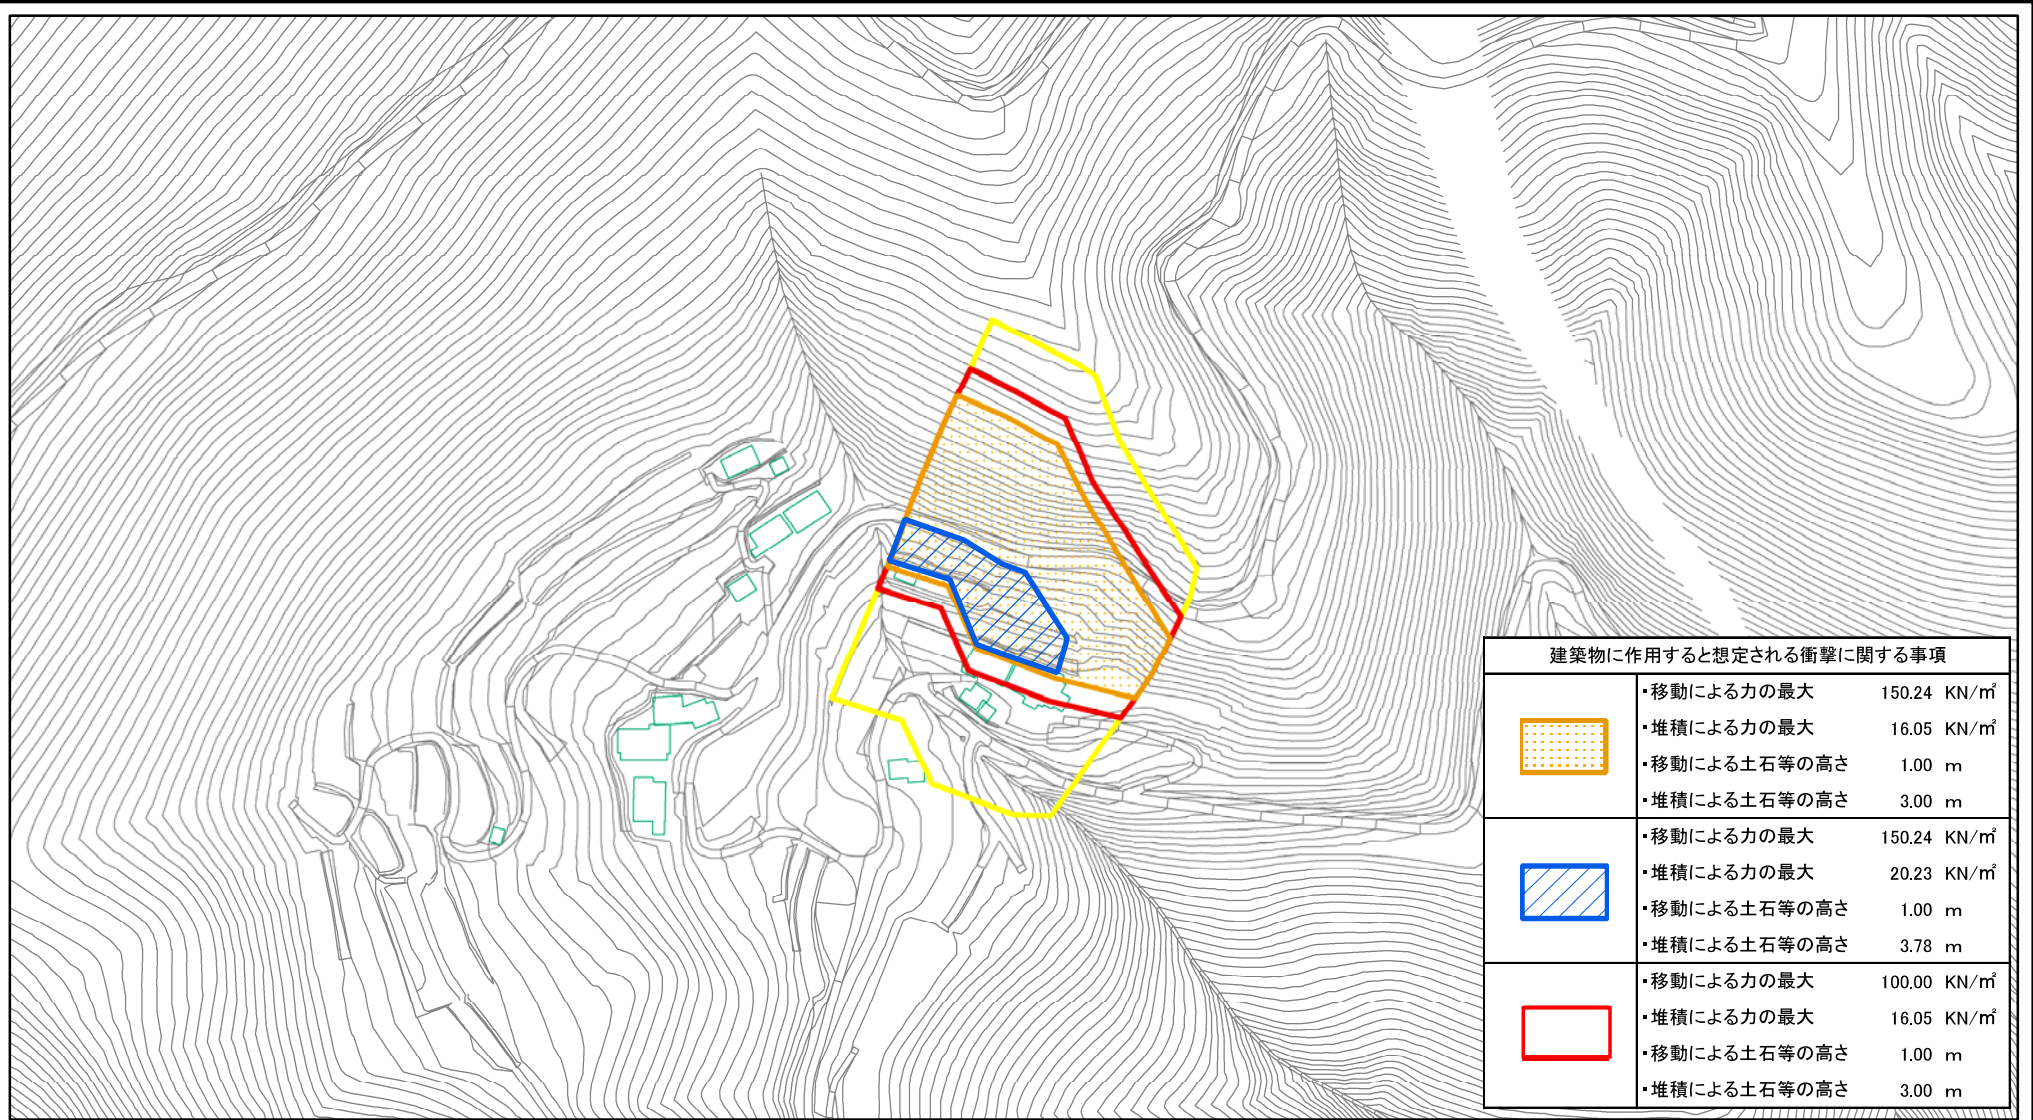 建築物に作用すると想定される衝撃に関する事項
・移動による力の最大 150.24 KN/㎡
・堆積による力の最大 16.05 KN/㎡
・移動による土石等の高さ 1.00 m
・堆積による土石等の高さ 3.00 m
・移動による力の最大 150.24 KN/㎡
・堆積による力の最大 20.23 KN/㎡
・移動による土石等の高さ 1.00 m
・堆積による土石等の高さ 3.78 m
・移動による力の最大 100.00 KN/㎡
・堆積による力の最大 16.05 KN/㎡
・移動による土石等の高さ 1.00 m
・堆積による土石等の高さ 3.00 m